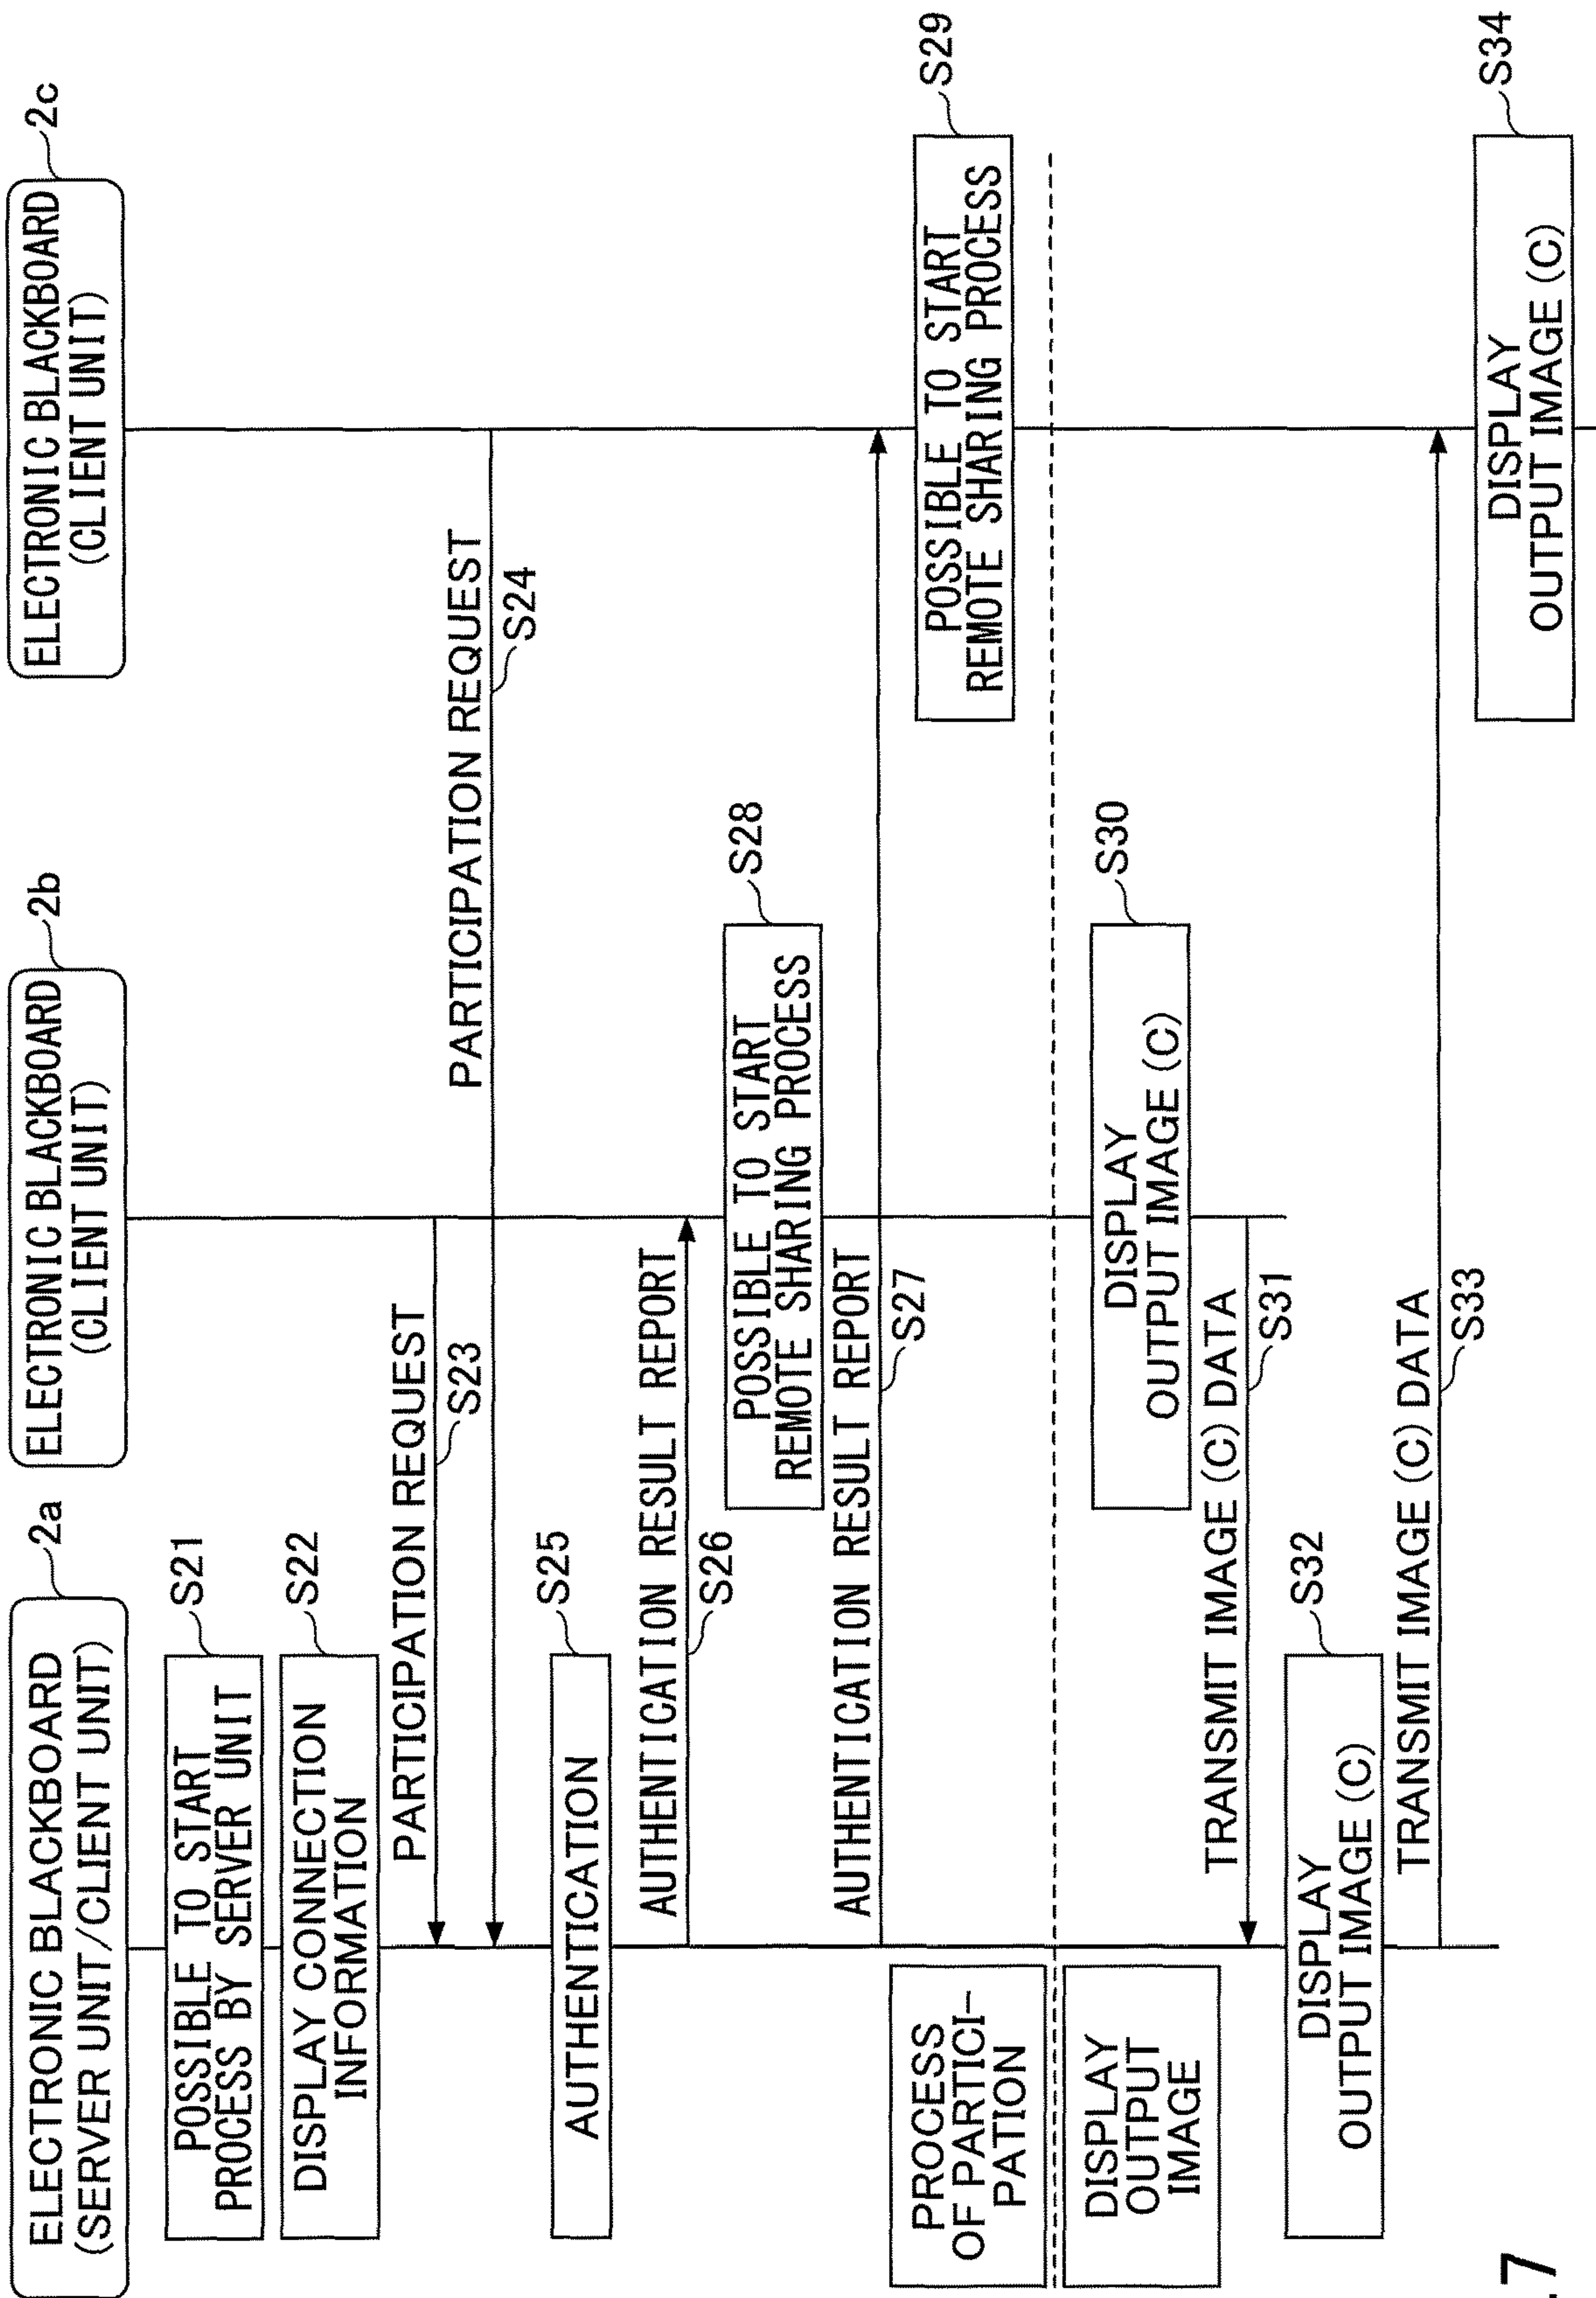 ELECTRONIC BLACKBOARD
(SERVER UNIT/CLIENT UNIT)
2a
ELECTRONIC BLACKBOARD
(CLIENT UNIT)
2b
ELECTRONIC BLACKBOARD
(CLIENT UNIT)
2c
POSSIBLE TO START
PROCESS BY SERVER UNIT
S21
DISPLAY CONNECTION
INFORMATION
S22
PARTICIPATION REQUEST
S23
PARTICIPATION REQUEST
S24
AUTHENTICATION
S25
AUTHENTICATION RESULT REPORT
S26
POSSIBLE TO START
REMOTE SHARING PROCESS
S28
AUTHENTICATION RESULT REPORT
S27
POSSIBLE TO START
REMOTE SHARING PROCESS
S29
PROCESS
OF PARTICI-
PATION
DISPLAY
OUTPUT
IMAGE
DISPLAY
OUTPUT IMAGE (C)
S30
TRANSMIT IMAGE (C) DATA
S31
DISPLAY
OUTPUT IMAGE (C)
S32
TRANSMIT IMAGE (C) DATA
S33
DISPLAY
OUTPUT IMAGE (C)
S34
.7